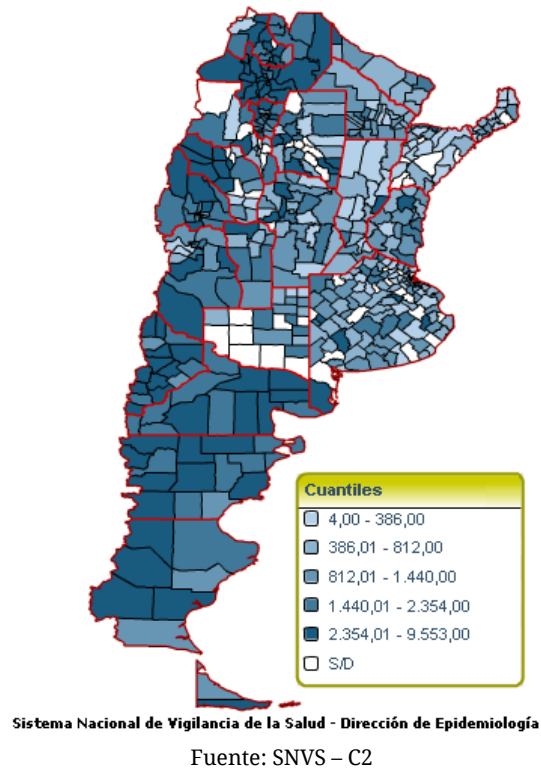 Cuantiles
4,00 - 386,00
386,01 - 812,00
812,01 - 1.440,00
1.440,01 - 2.354,00
2.354,01 - 9.553,00
S/D
Sistema Nacional de Vigilancia de la Salud - Dirección de Epidemiología
Fuente: SNVS – C2